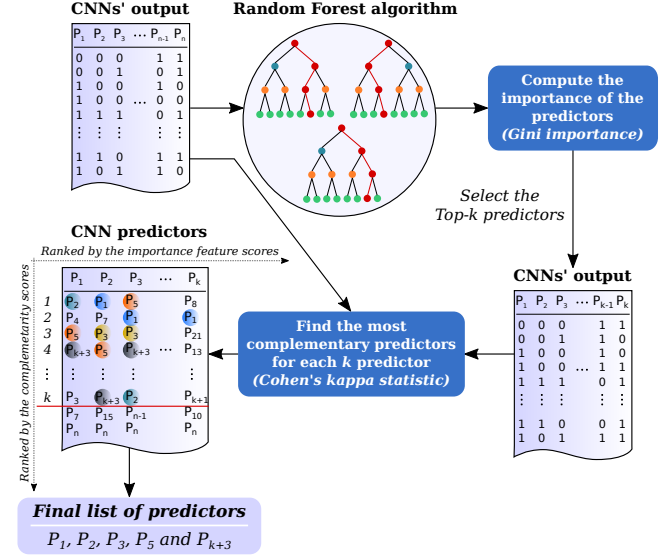 CNNs' output
P1 P2 P3 ··· Pn-1 Pn
0 0 0 1 1
0 0 1 0 1
1 0 0 1 1
1 0 0 ... 0 0
1 1 1 0 1
⋮ ⋮ ⋮ ⋮ ⋮
1 1 0 1 1
1 0 1 1 0
Random Forest algorithm
Compute the
importance of the
predictors
(Gini importance)
Select the
Top-k predictors
CNNs' output
P1 P2 P3 ··· Pk-1 Pk
0 0 0 1 1
0 0 1 0 1
1 0 0 1 1
1 0 0 ... 1 1
1 1 1 0 1
⋮ ⋮ ⋮ ⋮ ⋮
1 1 0 1 1
1 0 1 1 1
Find the most
complementary predictors
for each k predictor
(Cohen's kappa statistic)
CNN predictors
Ranked by the importance feature scores
Ranked by the complemetarity scores
P1 P2 P3 ··· Pk
1 P2 P1 P5 P8
2 P4 P7 P1 P1
3 P5 P3 P3 P21
4 Pk+3 P5 Pk+3 ··· P13
⋮ ⋮ ⋮ ⋮ ⋮
k P3 Pk+3 P2 Pk+1
P7 P15 Pn-1 P10
Pn Pn Pn Pn
Final list of predictors
P1, P2, P3, P5 and Pk+3